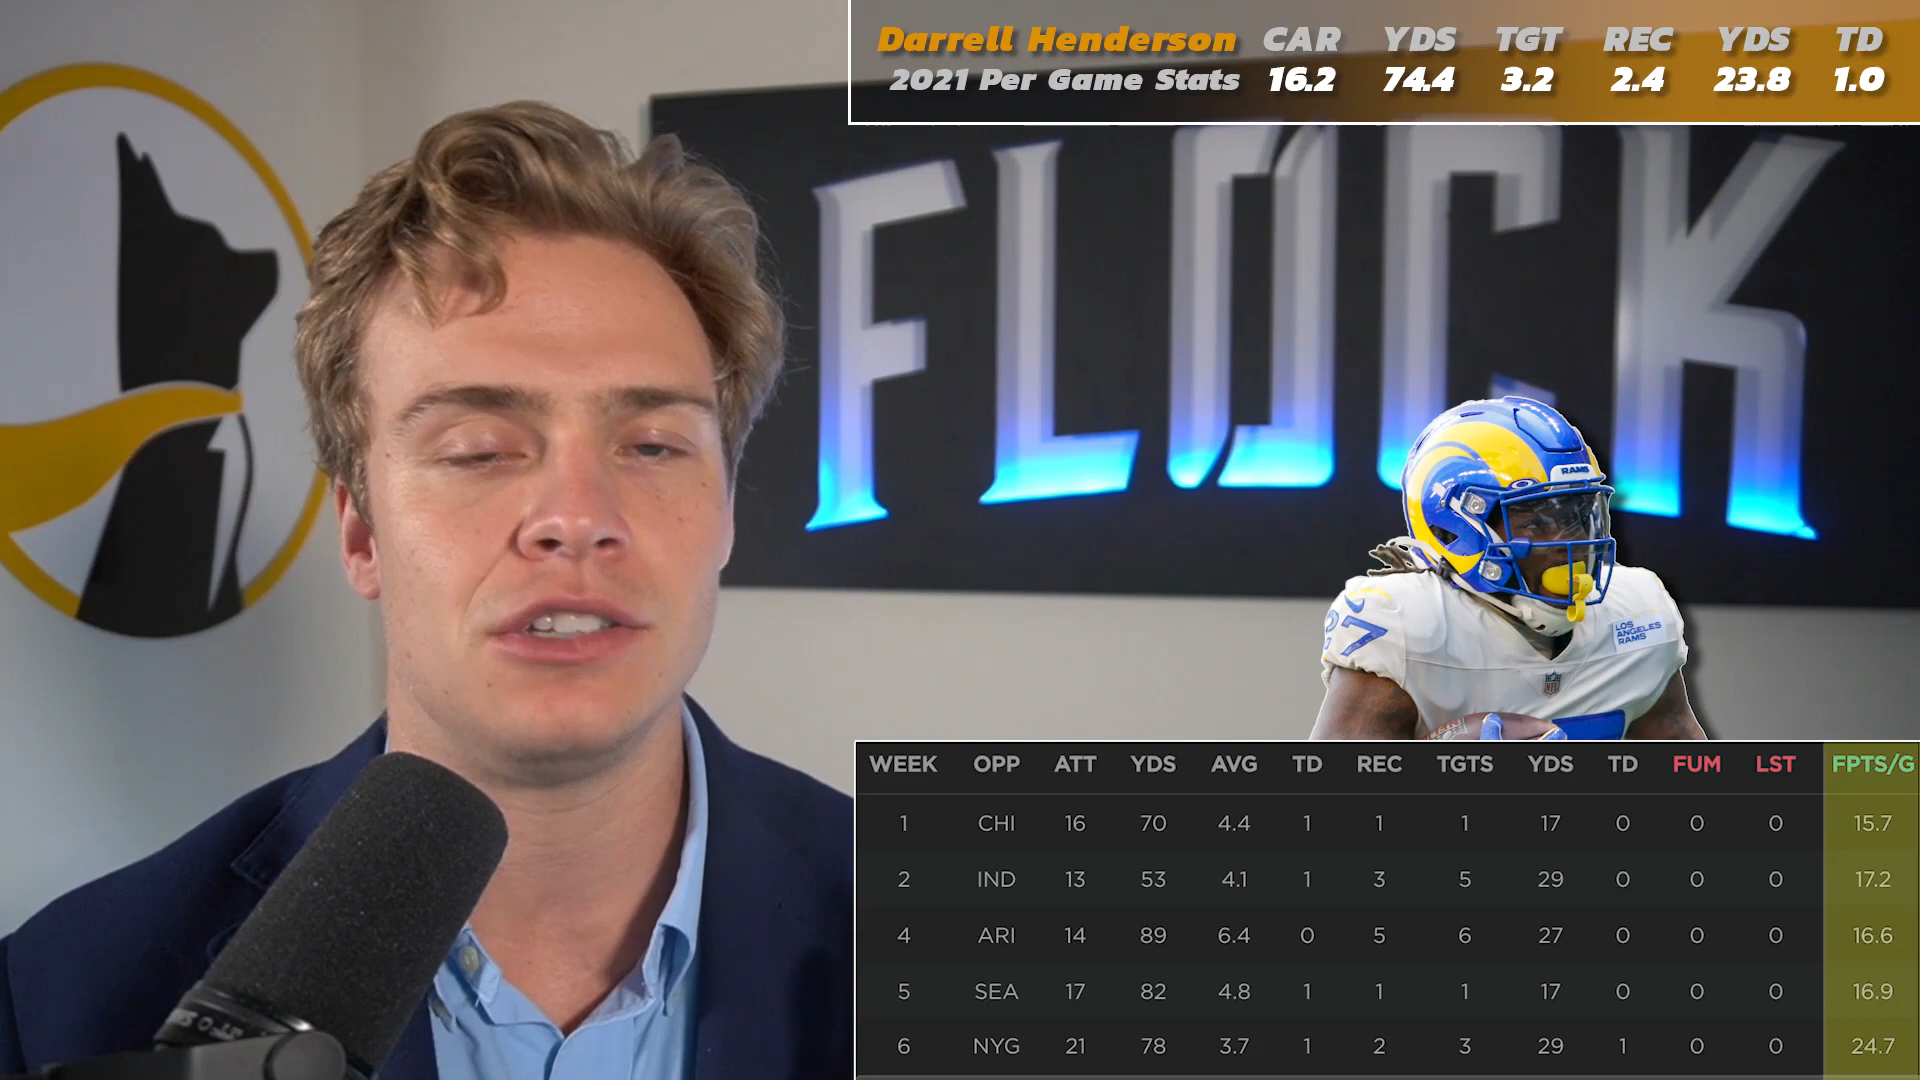 Darrell Henderson CAR YDS TGT REC YDS TD
2021 Per Game Stats 16.2 74.4 3.2 2.4 23.8 1.0
FLOCK
RAMS
27
LOS
ANGELES
RAMS
NFL
WEEK OPP ATT YDS AVG TD REC TGTS YDS TD FUM LST FPTS/G
1 CHI 16 70 4.4 1 1 1 17 0 0 0 15.7
2 IND 13 53 4.1 1 3 5 29 0 0 0 17.2
4 ARI 14 89 6.4 0 5 6 27 0 0 0 16.6
5 SEA 17 82 4.8 1 1 1 17 0 0 0 16.9
6 NYG 21 78 3.7 1 2 3 29 1 0 0 24.7